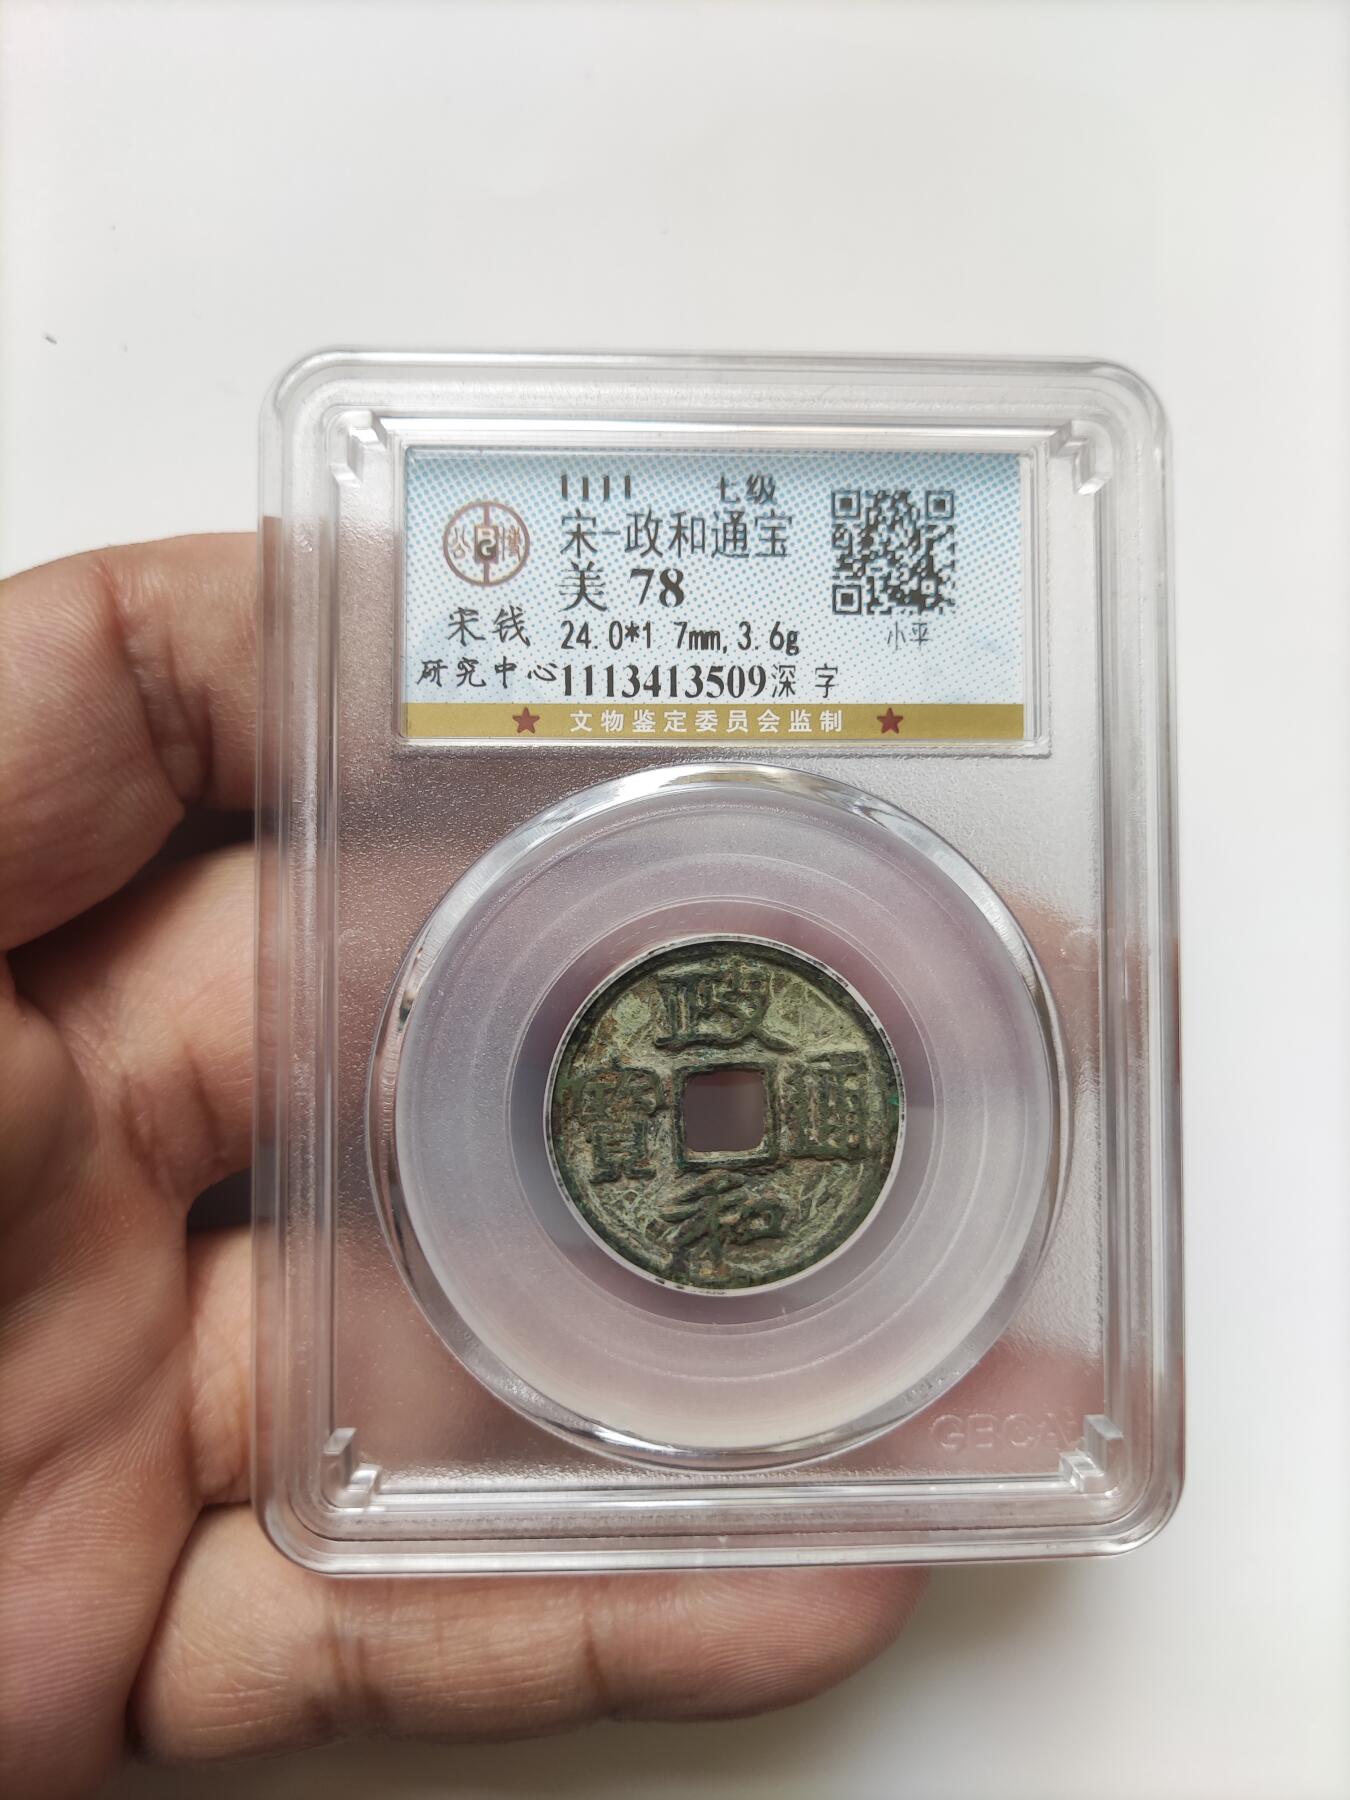 1111 七级
宋-政和通宝
美 78
24.0*1 7mm, 3.6g
1113413509 深 字
公博
宋钱
研究中心
小平
★ 文物鉴定委员会监制 ★
政
通
寶
和
GBCA